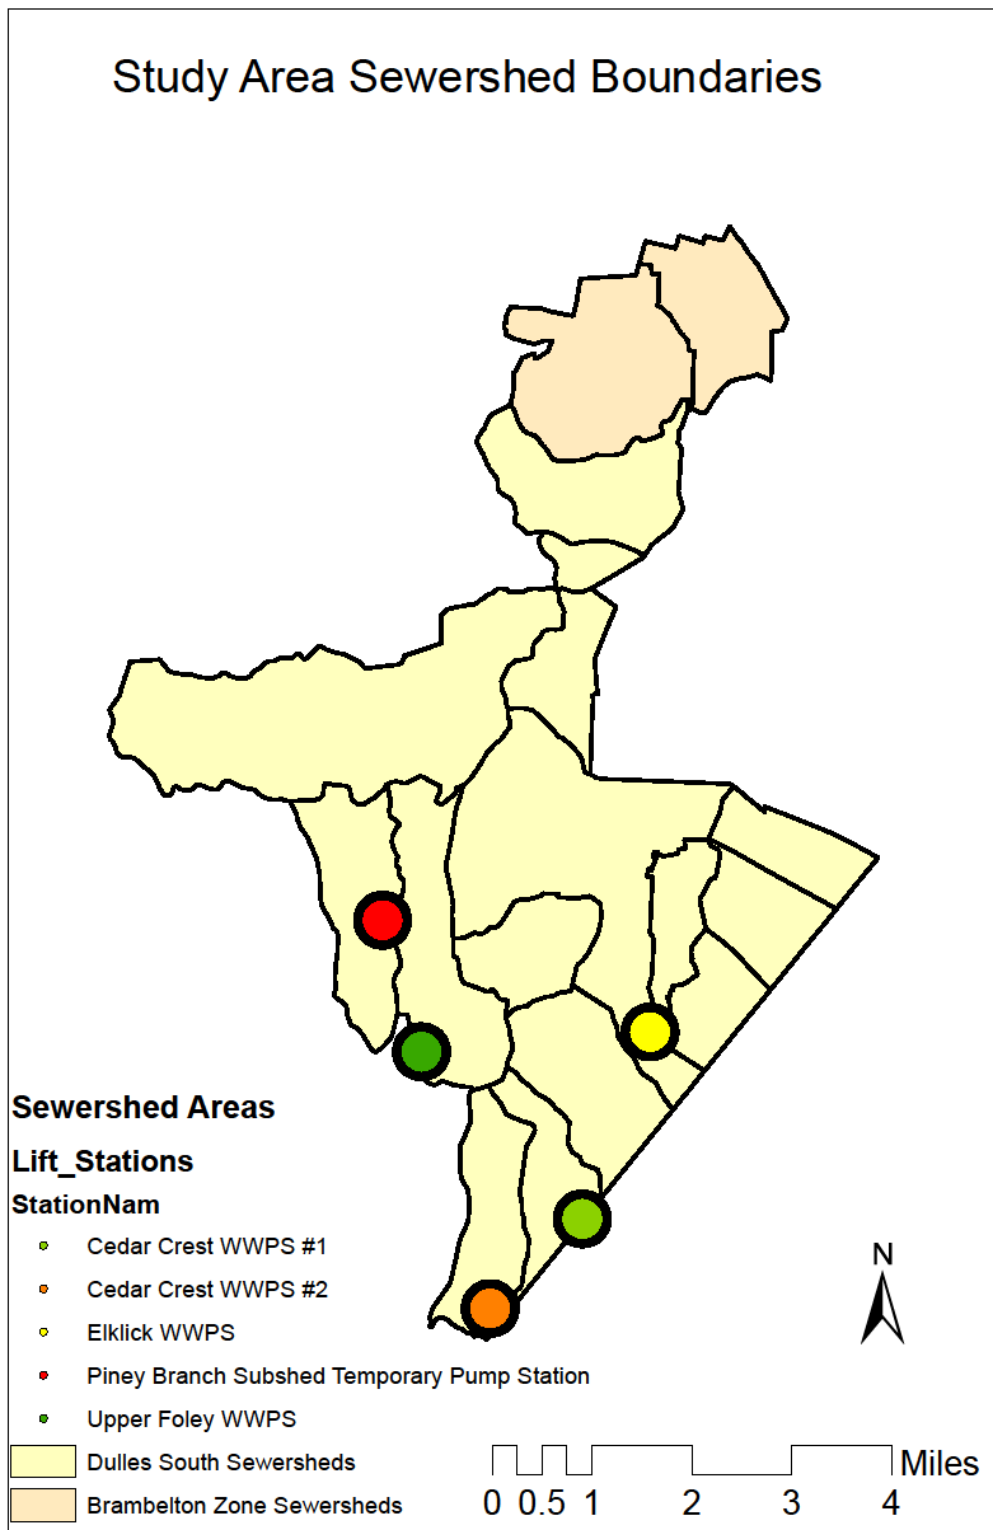 Study Area Sewershed Boundaries
Sewershed Areas
Lift_Stations
StationNam
Cedar Crest WWPS #1
Cedar Crest WWPS #2
Elklick WWPS
Piney Branch Subshed Temporary Pump Station
Upper Foley WWPS
Dulles South Sewersheds
Brambelton Zone Sewersheds
N
Miles
0 0.5 1 2 3 4